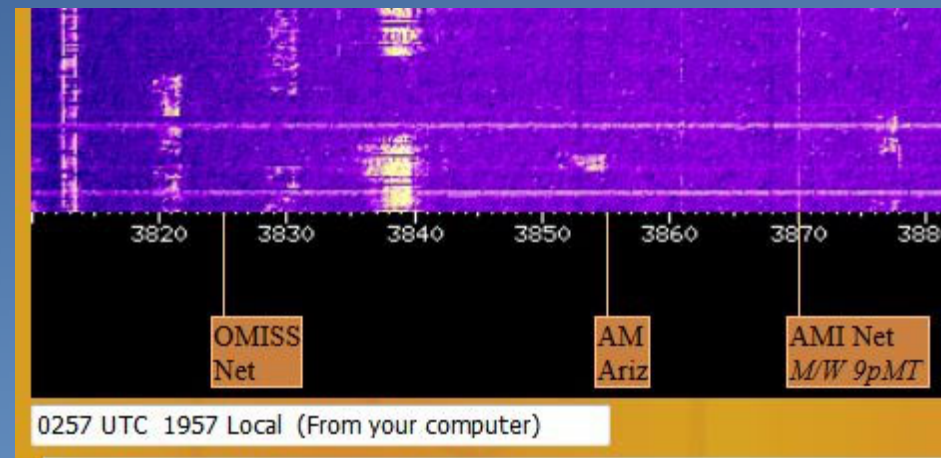 3820 3830 3840 3850 3860 3870 388
OMISS
Net
AM
Ariz
AMI Net
M/W 9pMT
0257 UTC 1957 Local (From your computer)